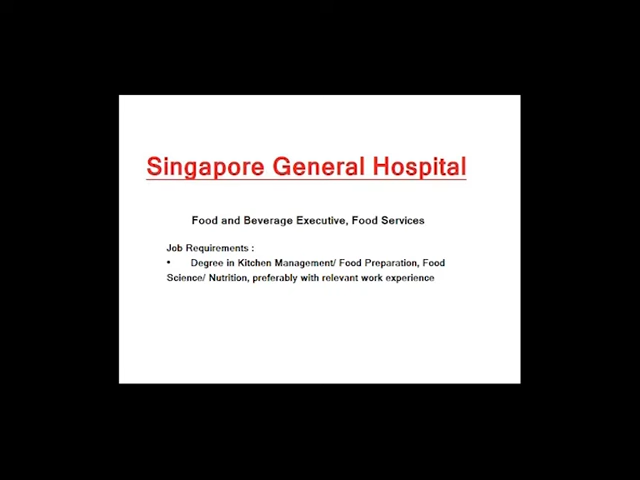 Singapore General Hospital
Food and Beverage Executive, Food Services
Job Requirements :
• Degree in Kitchen Management/ Food Preparation, Food
Science/ Nutrition, preferably with relevant work experience